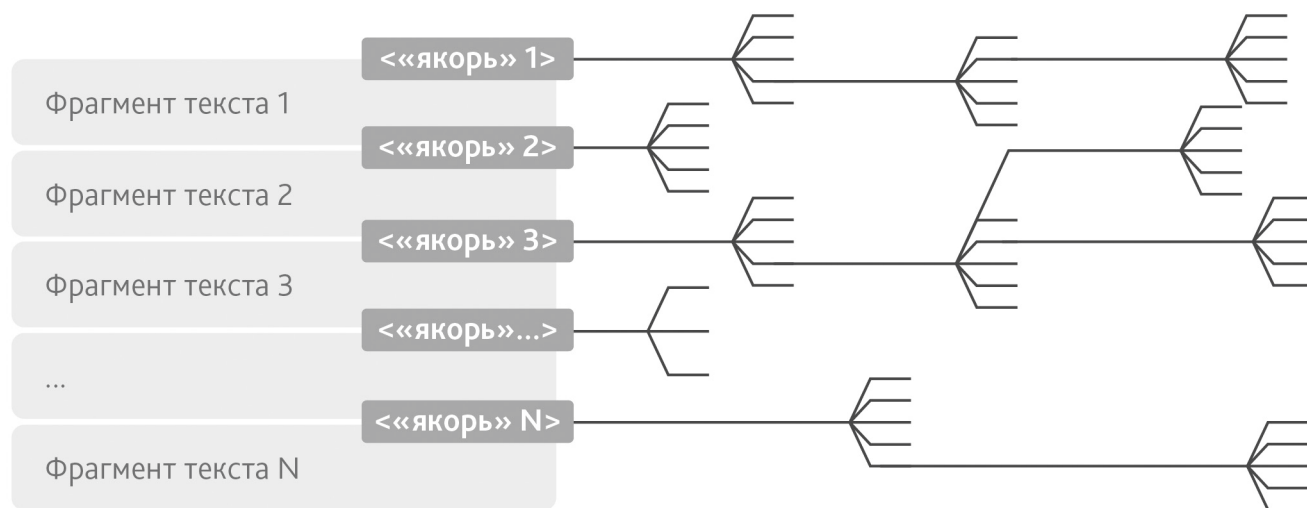 <«якорь» 1>
Фрагмент текста 1
<«якорь» 2>
Фрагмент текста 2
<«якорь» 3>
Фрагмент текста 3
<«якорь»...>
...
<«якорь» N>
Фрагмент текста N